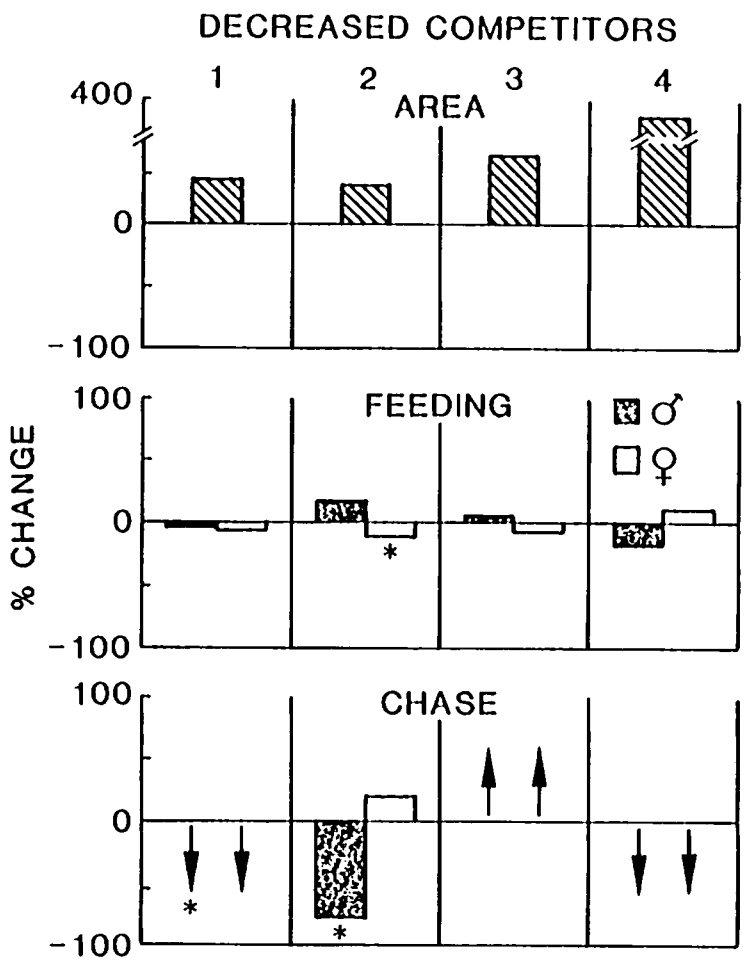 DECREASED COMPETITORS
1 2 3 4
400
AREA
0
-100
% CHANGE
100
FEEDING
♂
♀
0
*
-100
100
CHASE
0
* *
-100